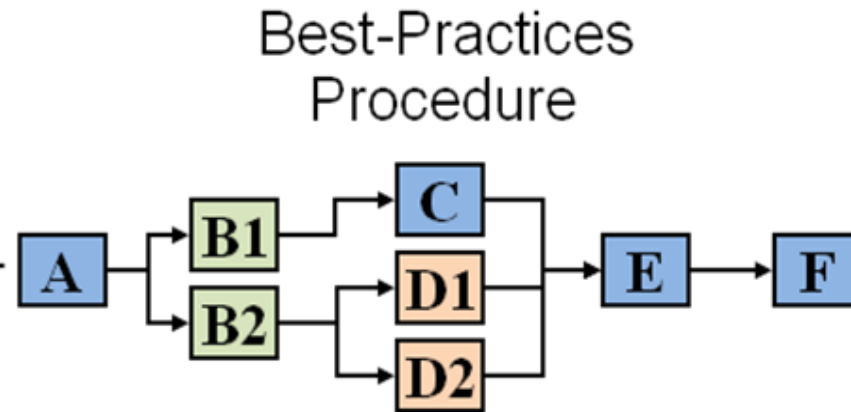 Best-Practices
Procedure
A
B1
B2
C
D1
D2
E
F